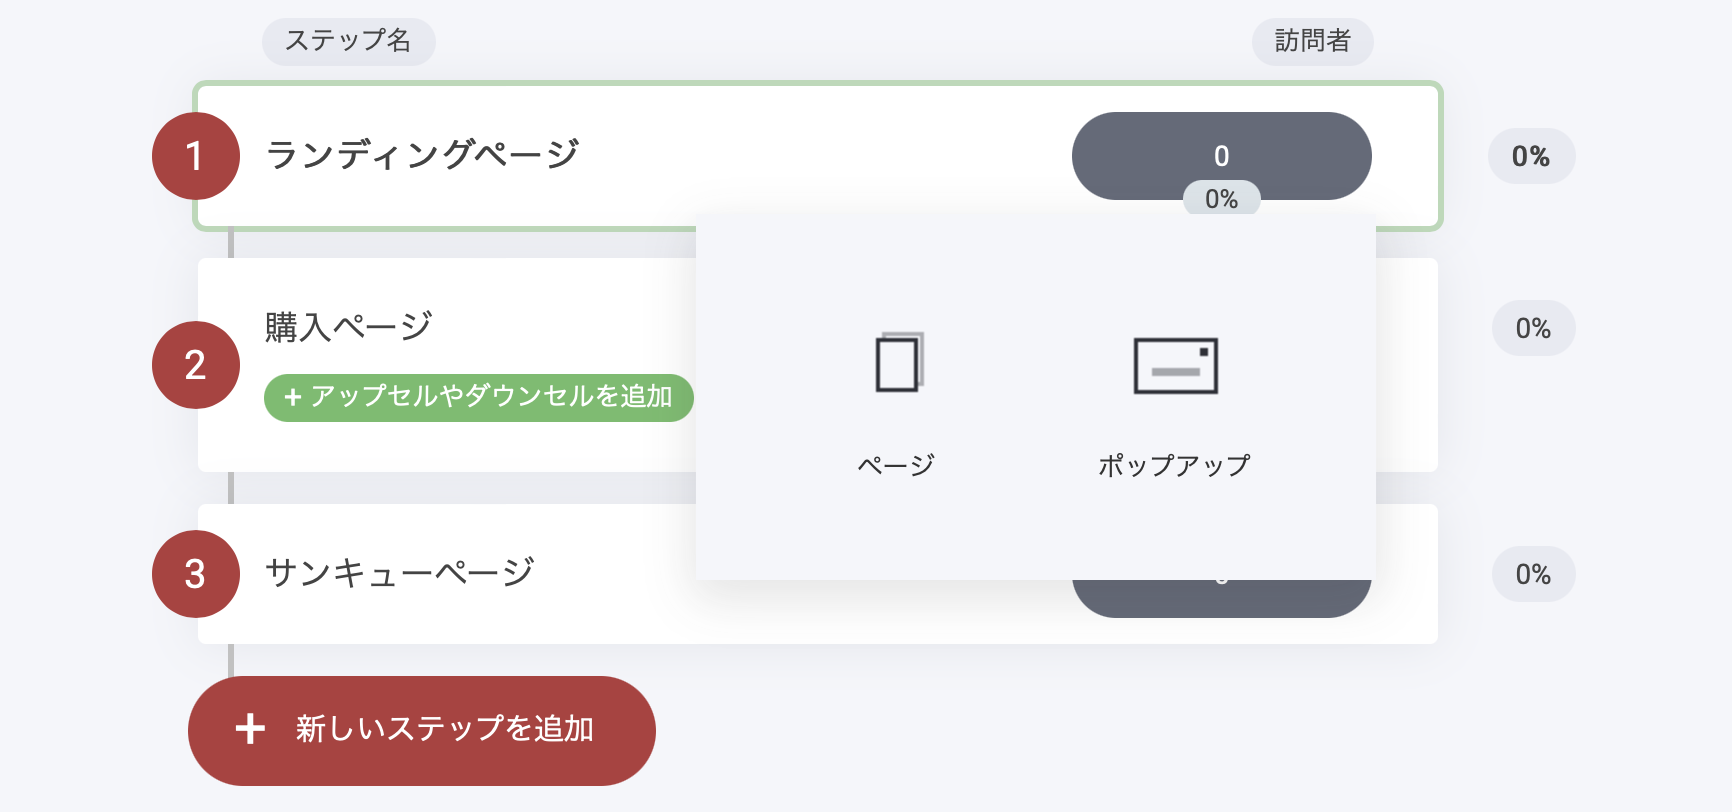 ステップ名
訪問者
1
ランディングページ
0
0%
0%
2
購入ページ
+ アップセルやダウンセルを追加
0%
ページ
ポップアップ
3
サンキューページ
0%
+ 新しいステップを追加